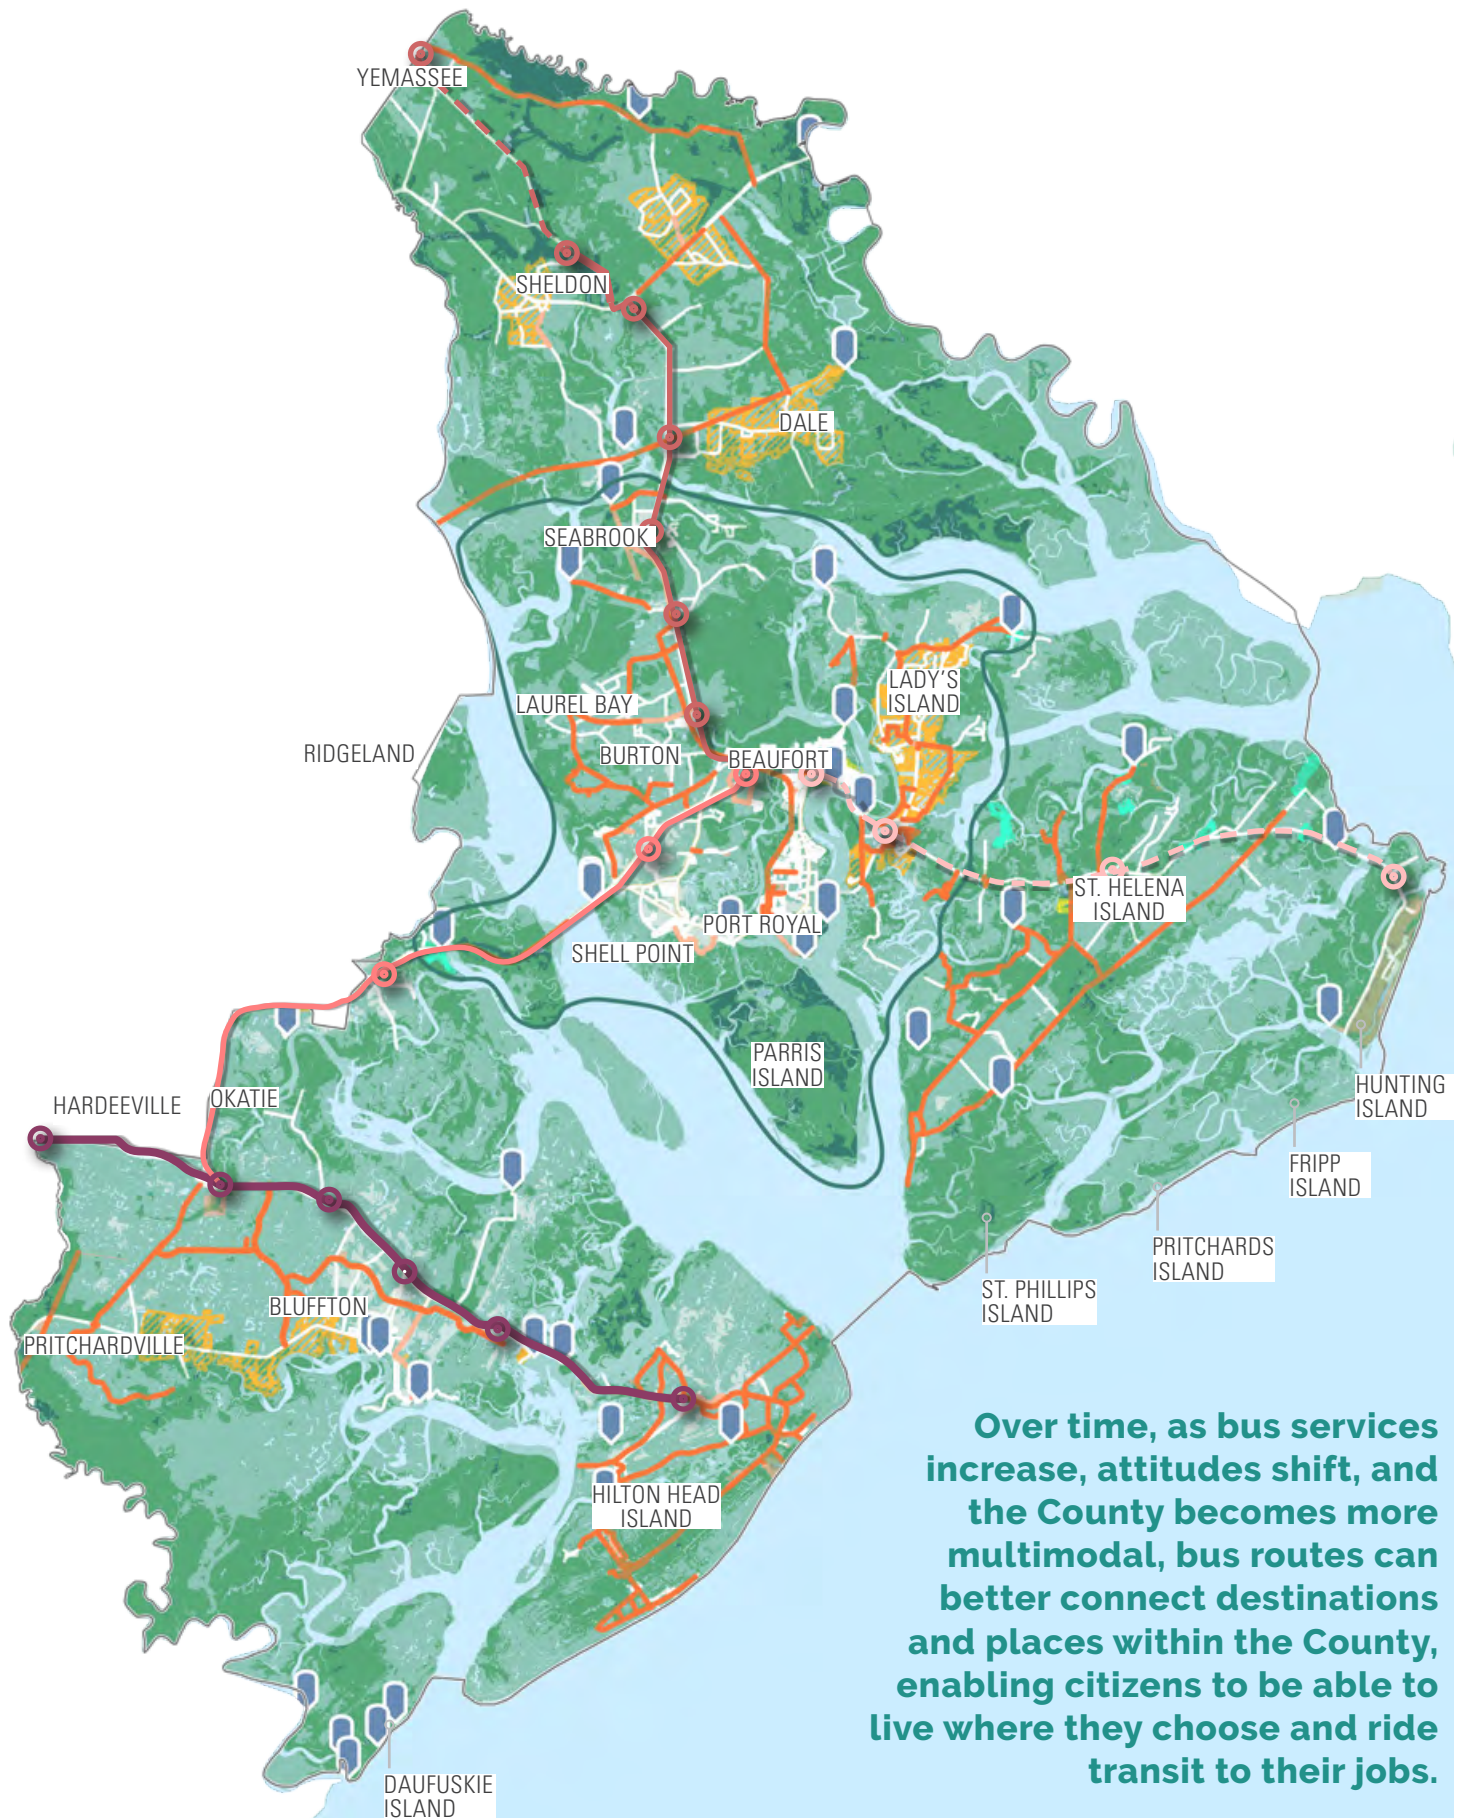 YEMASSEE
SHELDON
DALE
SEABROOK
LADY'S
ISLAND
LAUREL BAY
RIDGELAND
BURTON
BEAUFORT
ST. HELENA
ISLAND
PORT ROYAL
SHELL POINT
PARRIS
ISLAND
HUNTING
ISLAND
HARDEEVILLE
OKATIE
FRIPP
ISLAND
PRITCHARDS
ISLAND
ST. PHILLIPS
ISLAND
BLUFFTON
PRITCHARDVILLE
HILTON HEAD
ISLAND
DAUFUSKIE
ISLAND
Over time, as bus services
increase, attitudes shift, and
the County becomes more
multimodal, bus routes can
better connect destinations
and places within the County,
enabling citizens to be able to
live where they choose and ride
transit to their jobs.